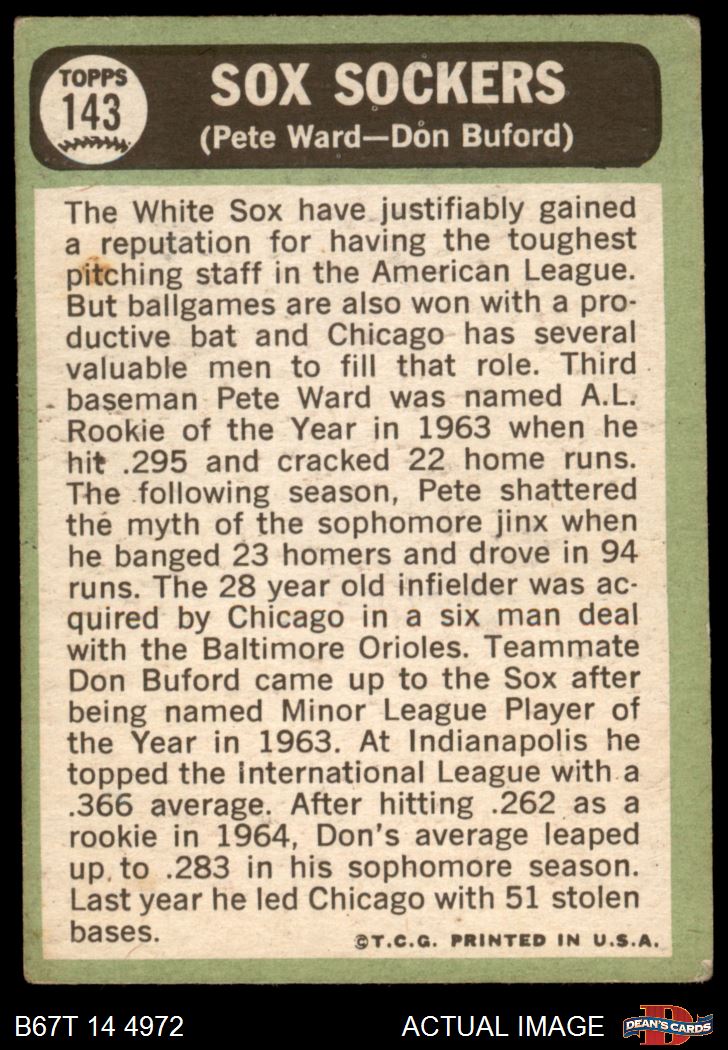 TOPPS
143
SOX SOCKERS
(Pete Ward—Don Buford)
The White Sox have justifiably gained
a reputation for having the toughest
pitching staff in the American League.
But ballgames are also won with a pro-
ductive bat and Chicago has several
valuable men to fill that role. Third
baseman Pete Ward was named A.L.
Rookie of the Year in 1963 when he
hit .295 and cracked 22 home runs.
The following season, Pete shattered
the myth of the sophomore jinx when
he banged 23 homers and drove in 94
runs. The 28 year old infielder was ac-
quired by Chicago in a six man deal
with the Baltimore Orioles. Teammate
Don Buford came up to the Sox after
being named Minor League Player of
the Year in 1963. At Indianapolis he
topped the International League with a
.366 average. After hitting .262 as a
rookie in 1964, Don's average leaped
up to .283 in his sophomore season.
Last year he led Chicago with 51 stolen
bases.
©T.C.G. PRINTED IN U.S.A.
B67T 14 4972
ACTUAL IMAGE
D
DEAN'S CARDS